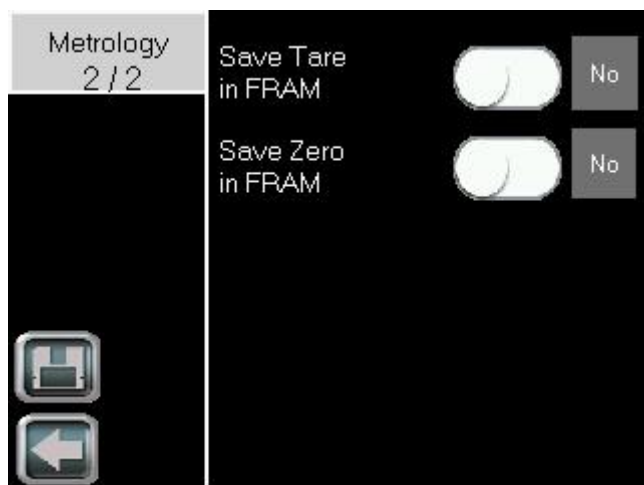 Metrology
2 / 2
Save Tare
in FRAM
No
Save Zero
in FRAM
No